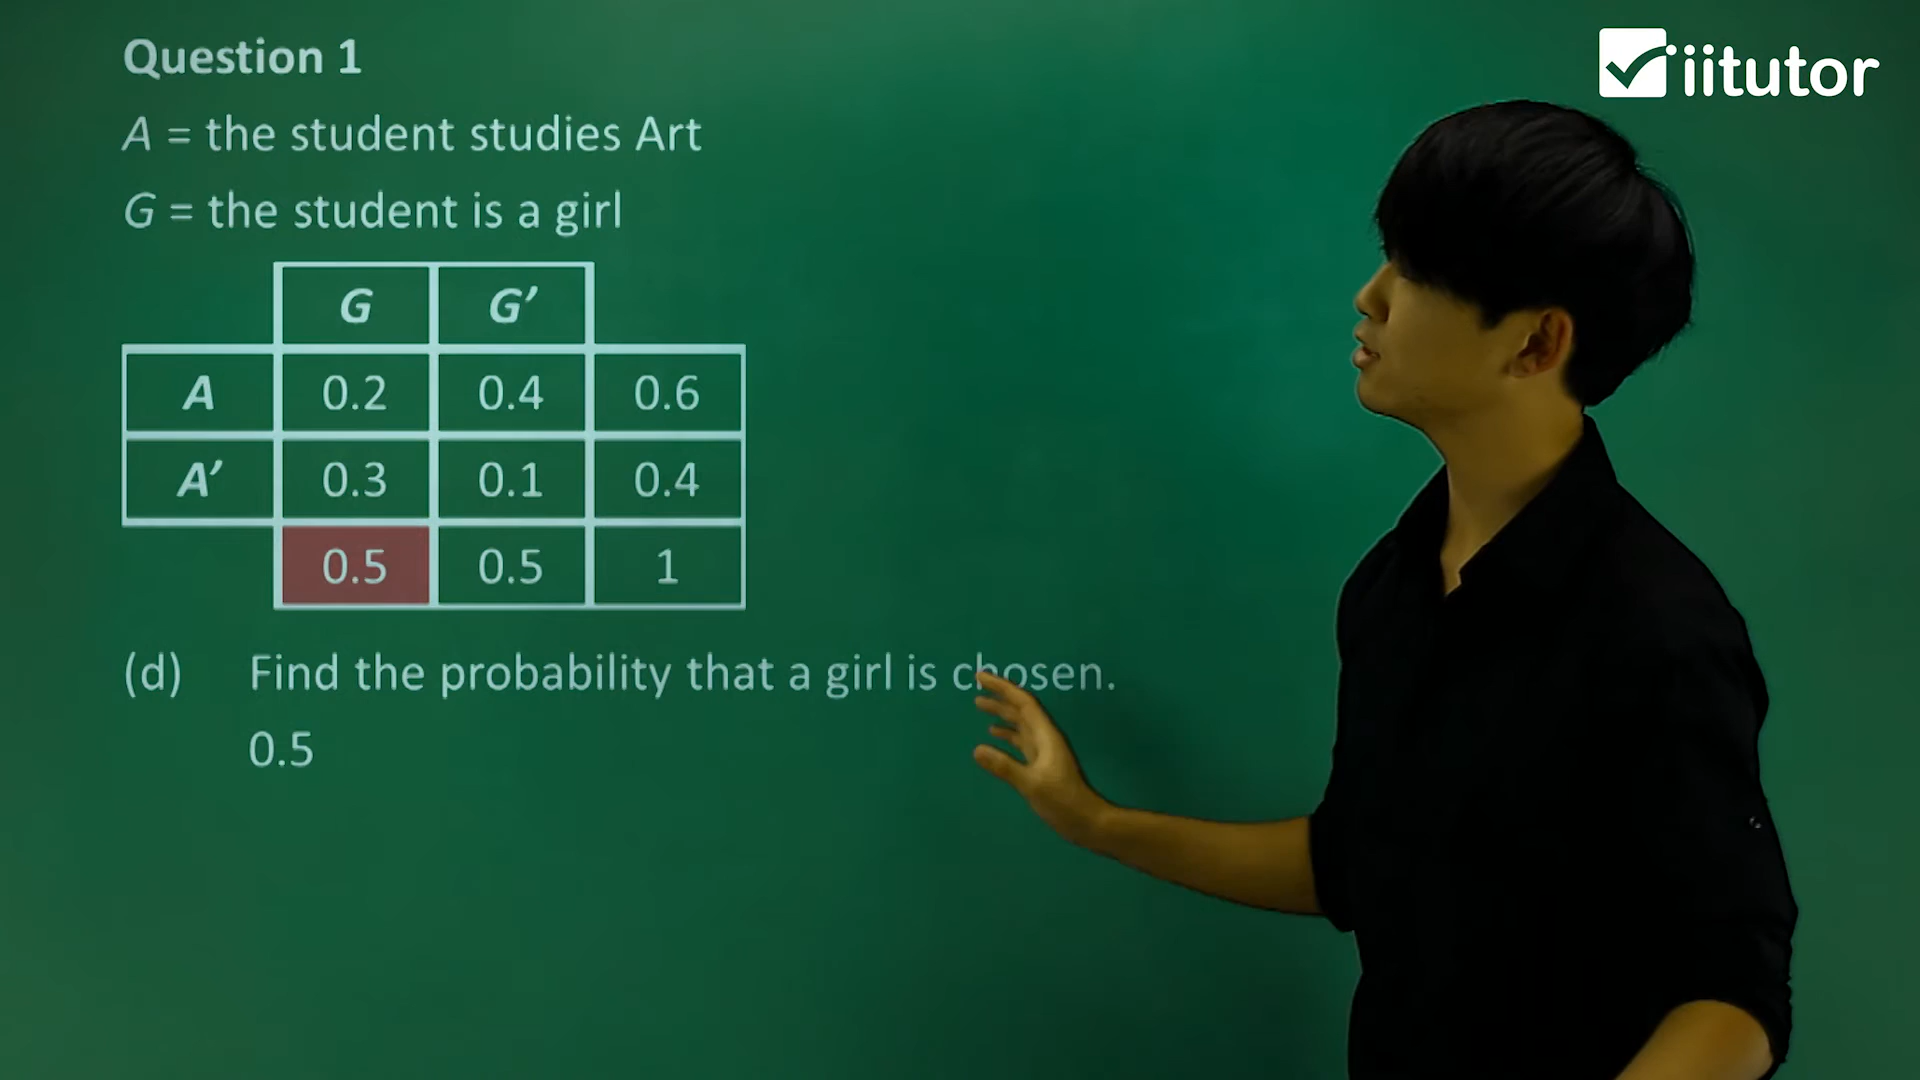 Question 1
iitutor
A = the student studies Art
G = the student is a girl
G G′
A 0.2 0.4 0.6
A′ 0.3 0.1 0.4
0.5 0.5 1
(d) Find the probability that a girl is chosen.
0.5